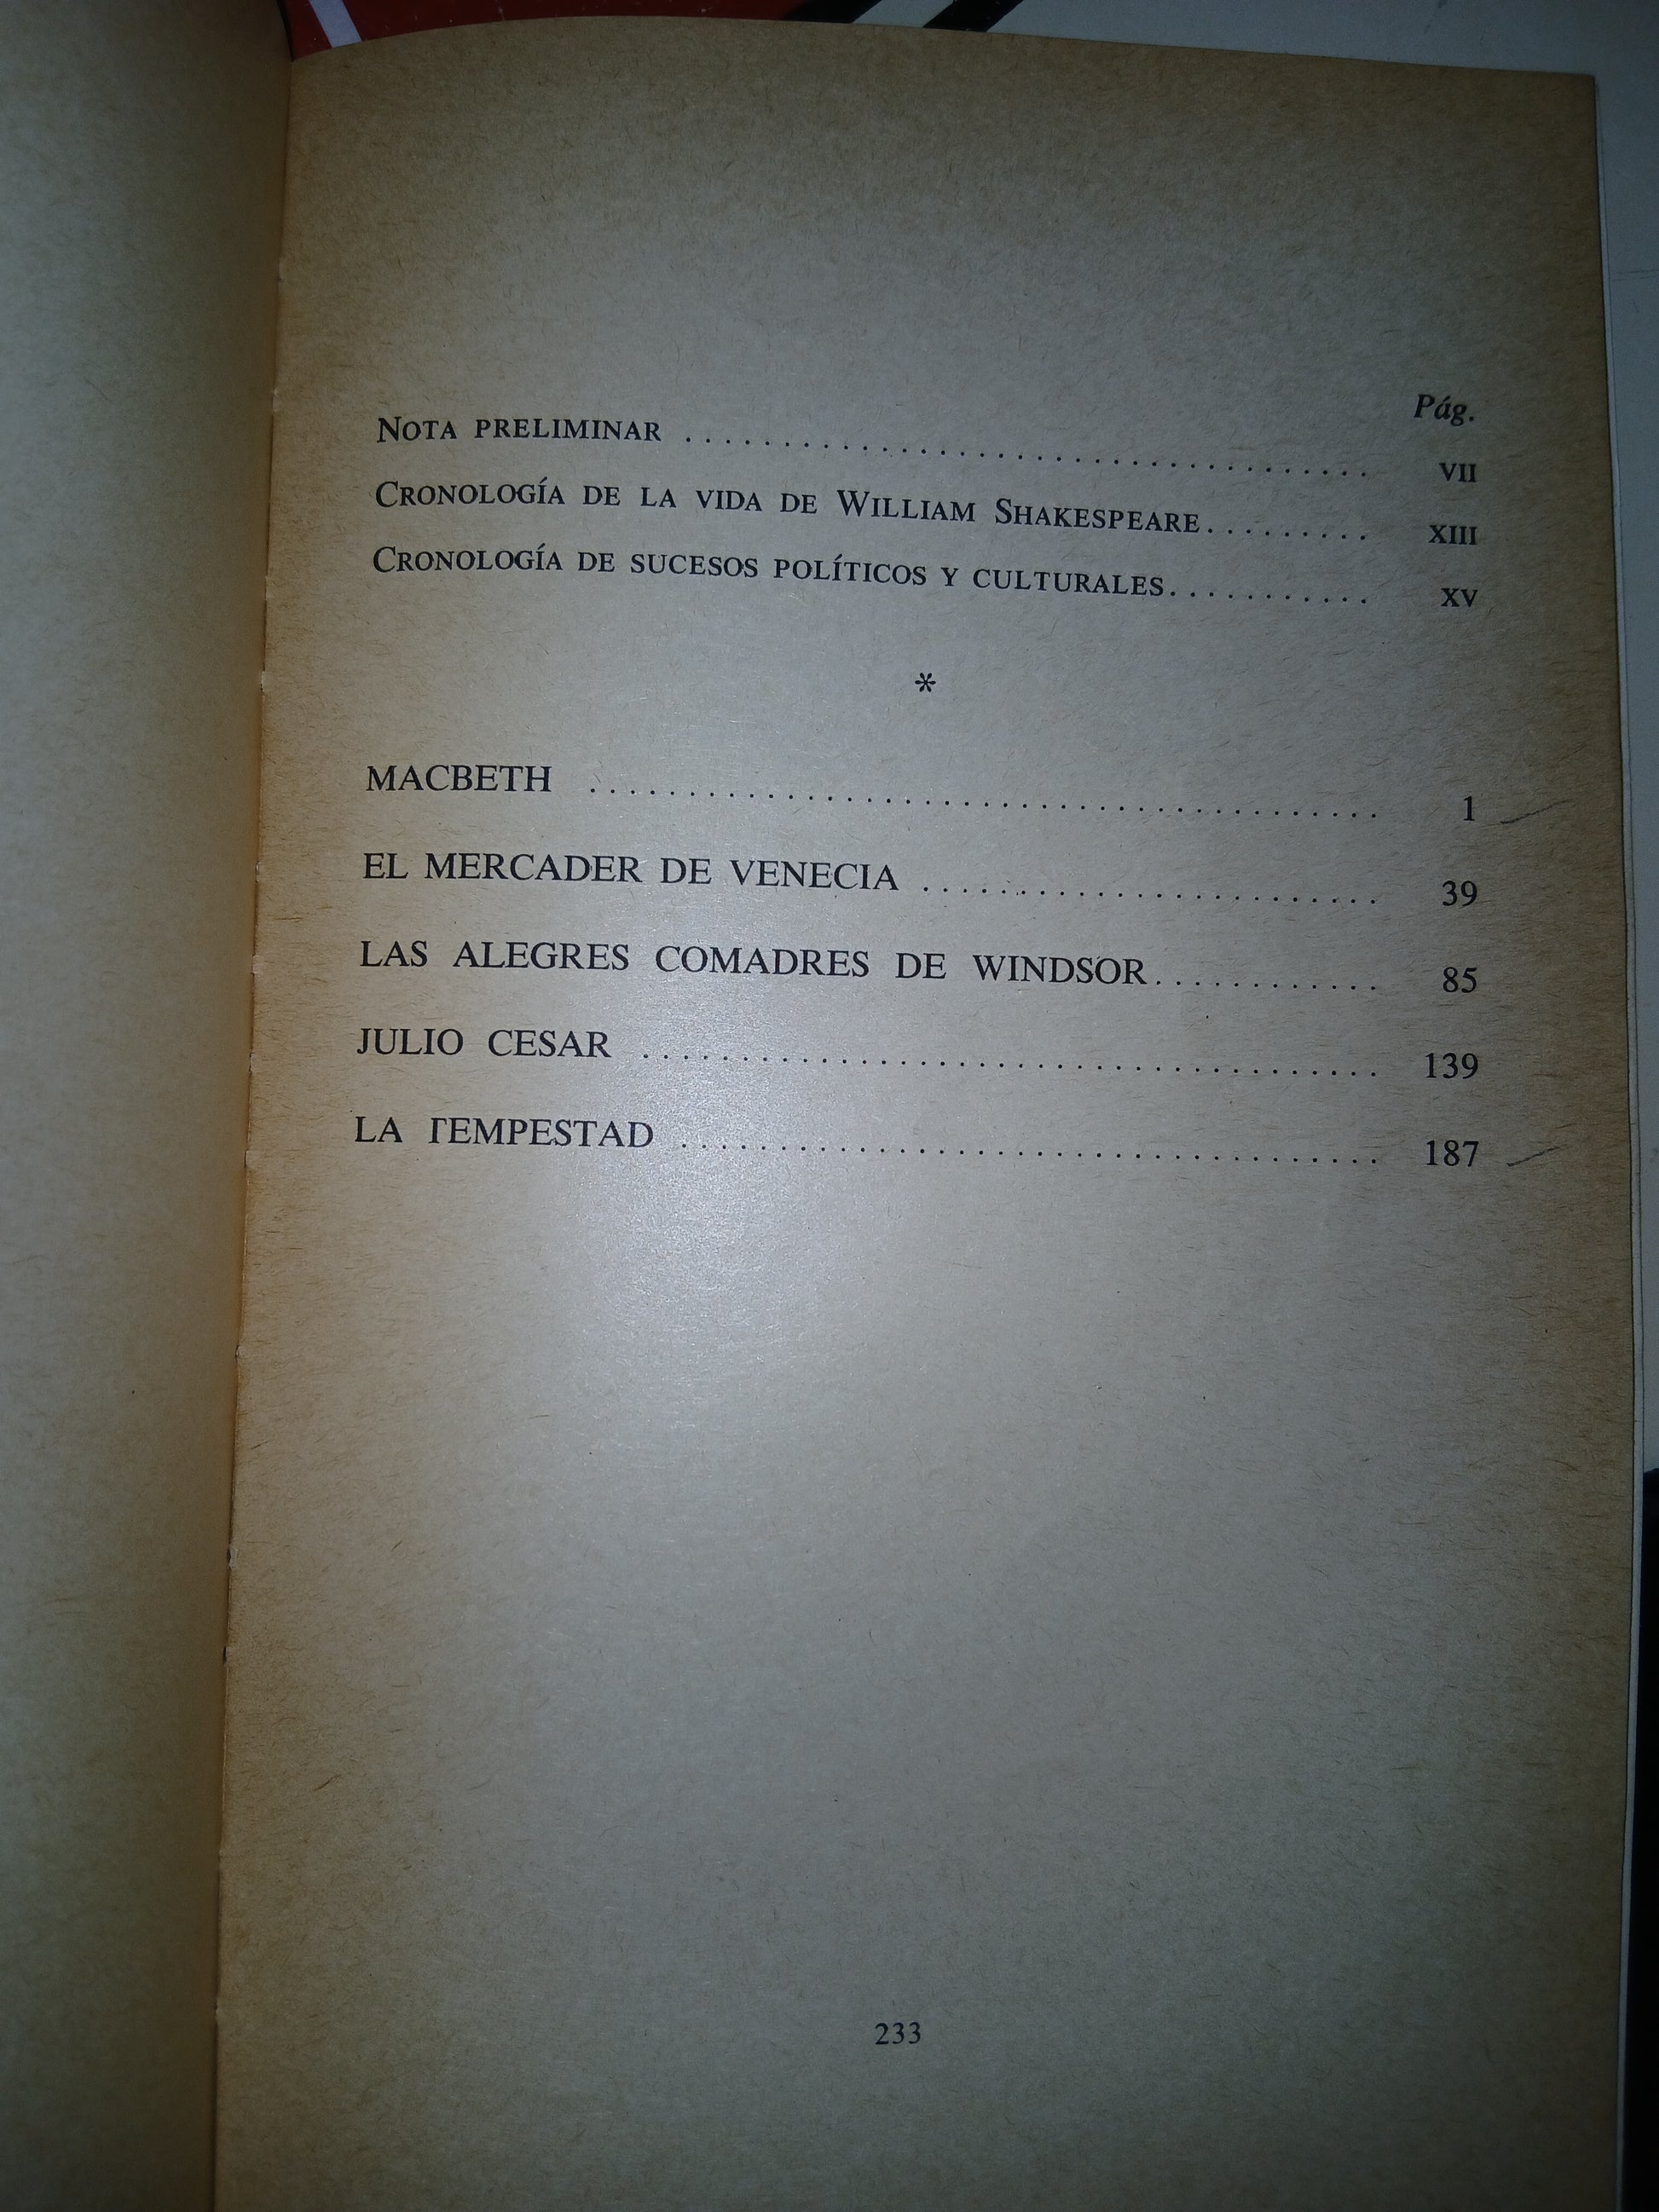 Pág.
NOTA PRELIMINAR ................................... VII
CRONOLOGÍA DE LA VIDA DE WILLIAM SHAKESPEARE......... XIII
CRONOLOGÍA DE SUCESOS POLÍTICOS Y CULTURALES........... XV
*
MACBETH ......................................... 1
EL MERCADER DE VENECIA ........................ 39
LAS ALEGRES COMADRES DE WINDSOR............ 85
JULIO CESAR ..................................... 139
LA TEMPESTAD .................................... 187
233